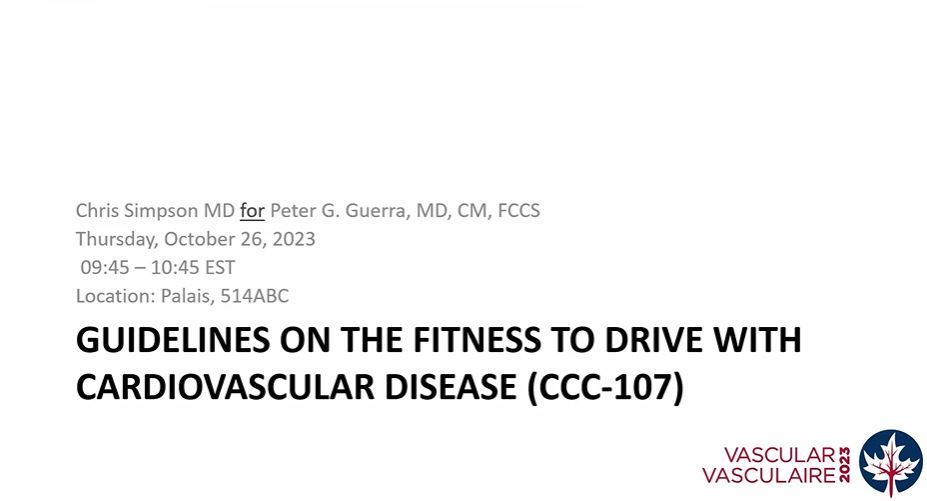 Chris Simpson MD for Peter G. Guerra, MD, CM, FCCS
Thursday, October 26, 2023
09:45 – 10:45 EST
Location: Palais, 514ABC
GUIDELINES ON THE FITNESS TO DRIVE WITH
CARDIOVASCULAR DISEASE (CCC-107)
VASCULAR
VASCULAIRE
2023